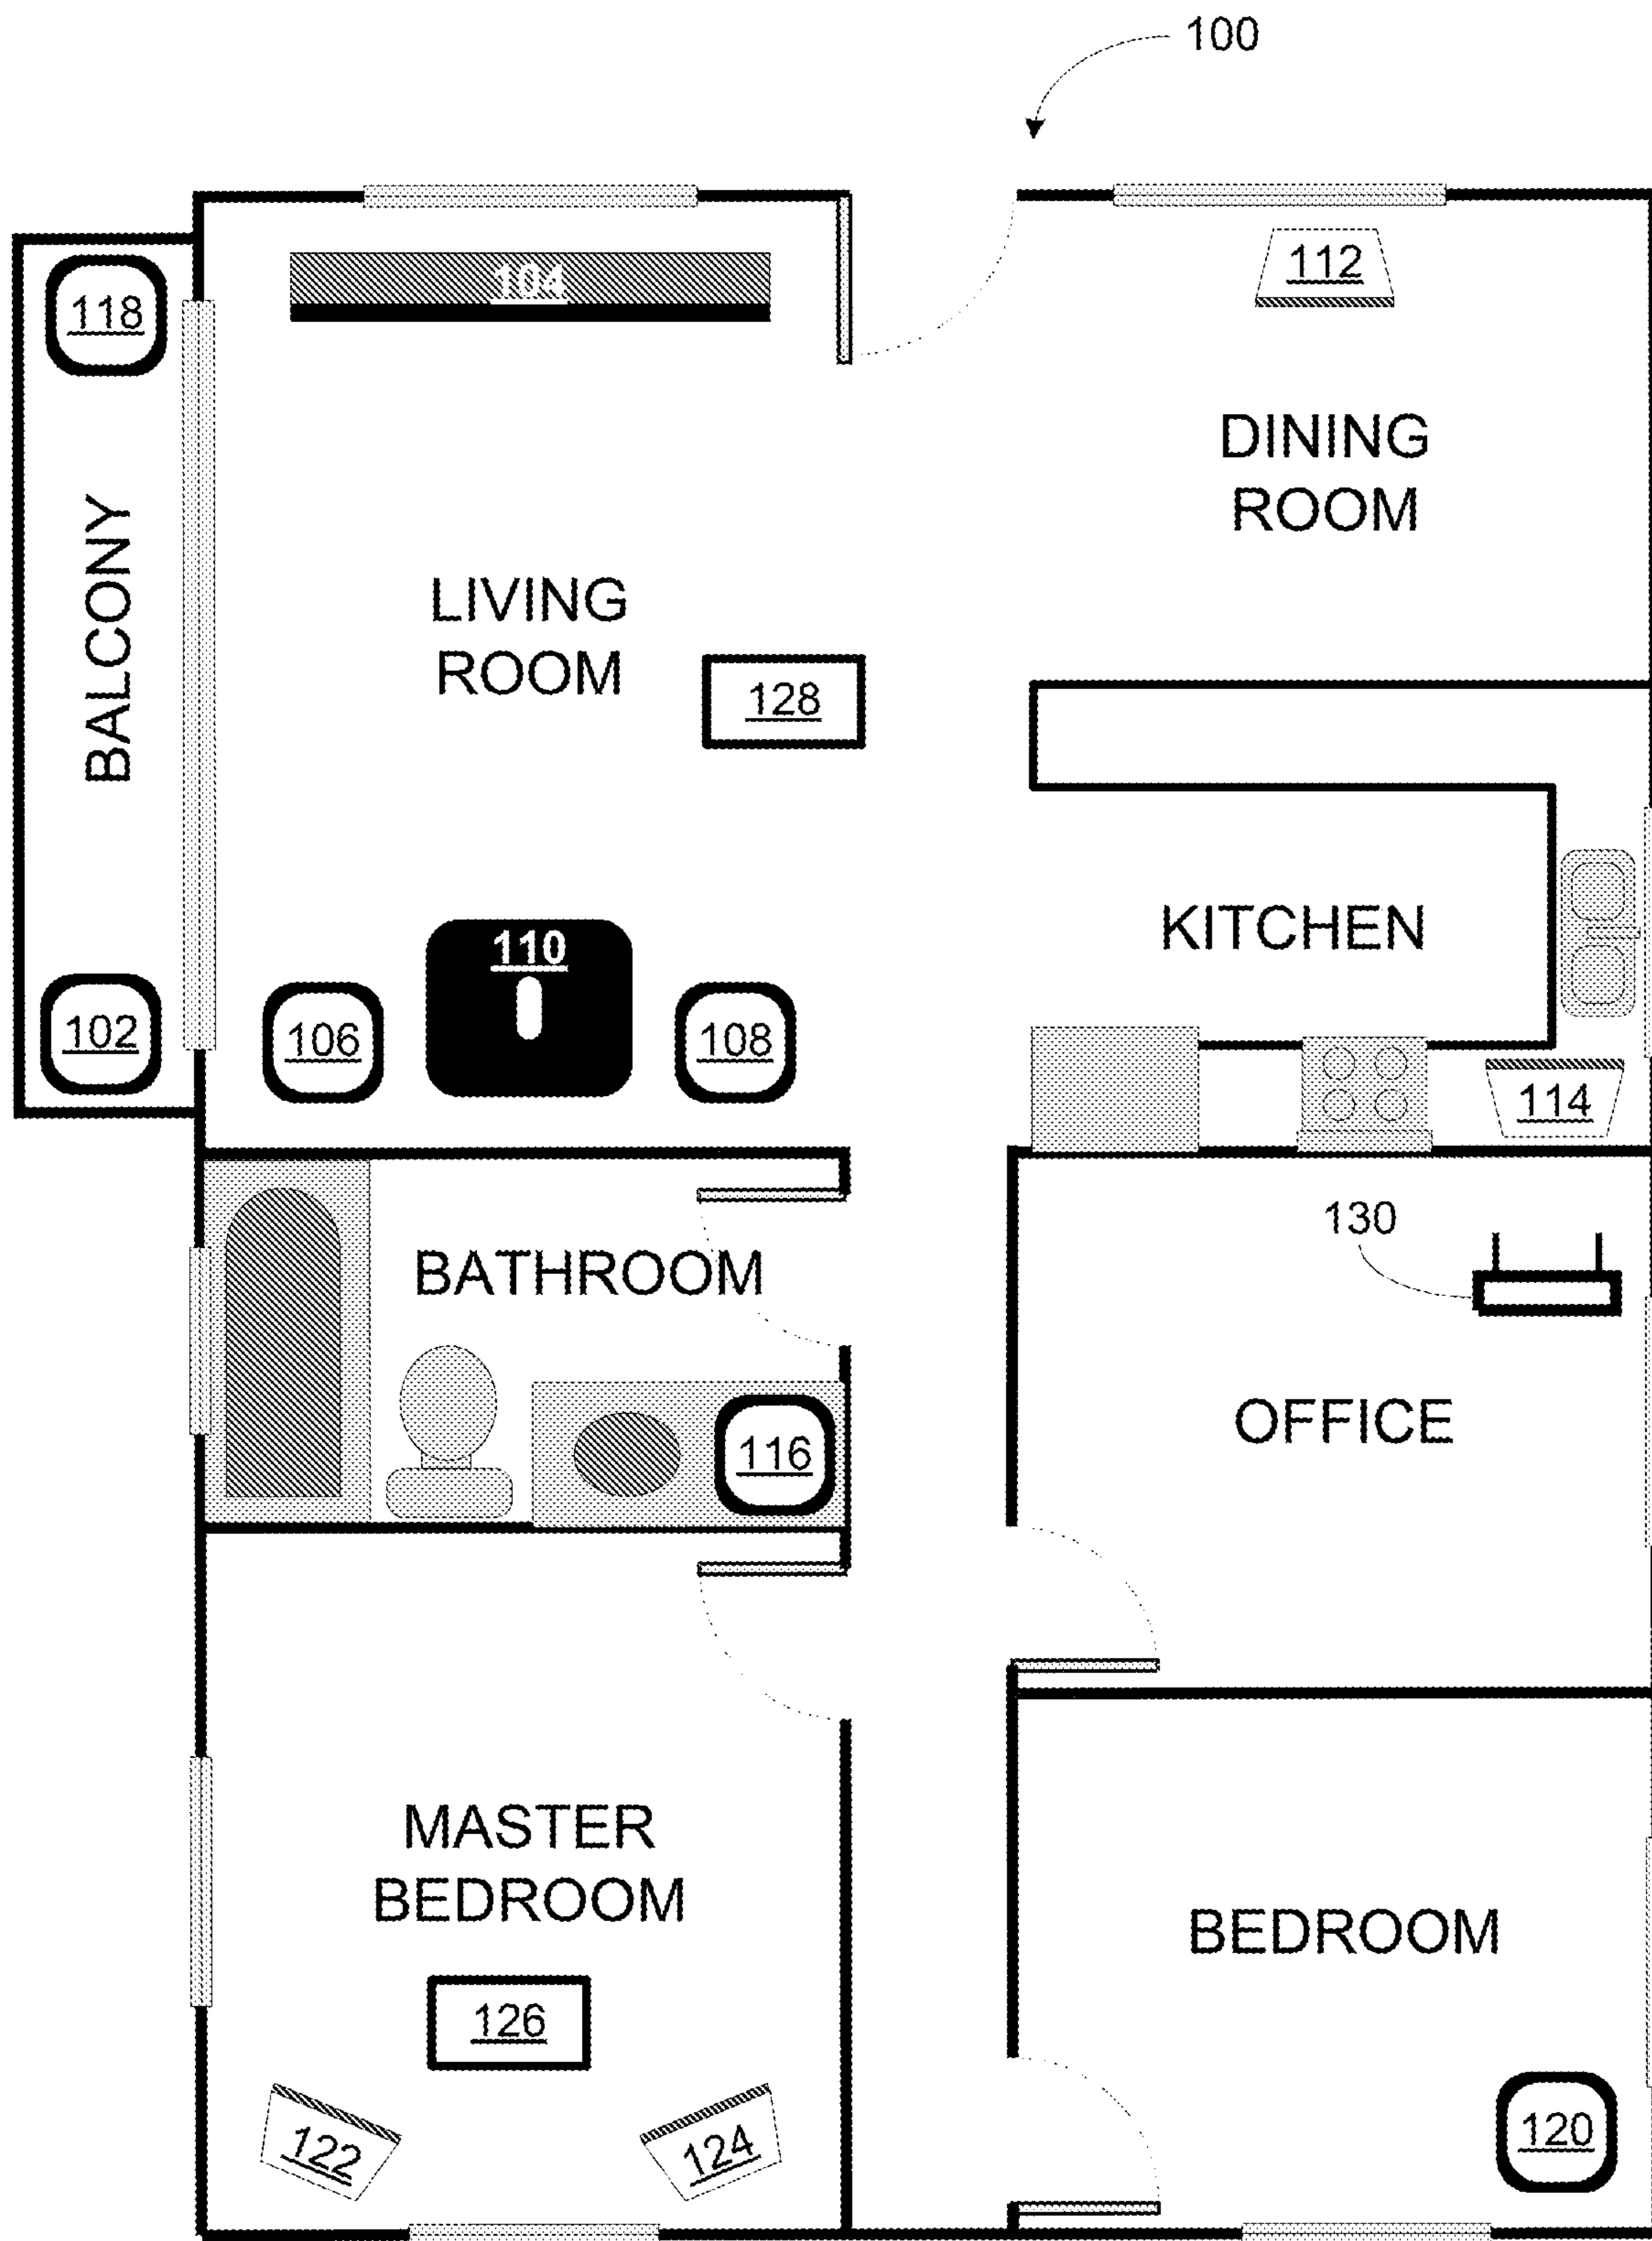 100
104
112
118
DINING
ROOM
BALCONY
LIVING
ROOM
128
KITCHEN
110
102
106
108
114
130
BATHROOM
OFFICE
116
MASTER
BEDROOM
BEDROOM
126
122
124
120